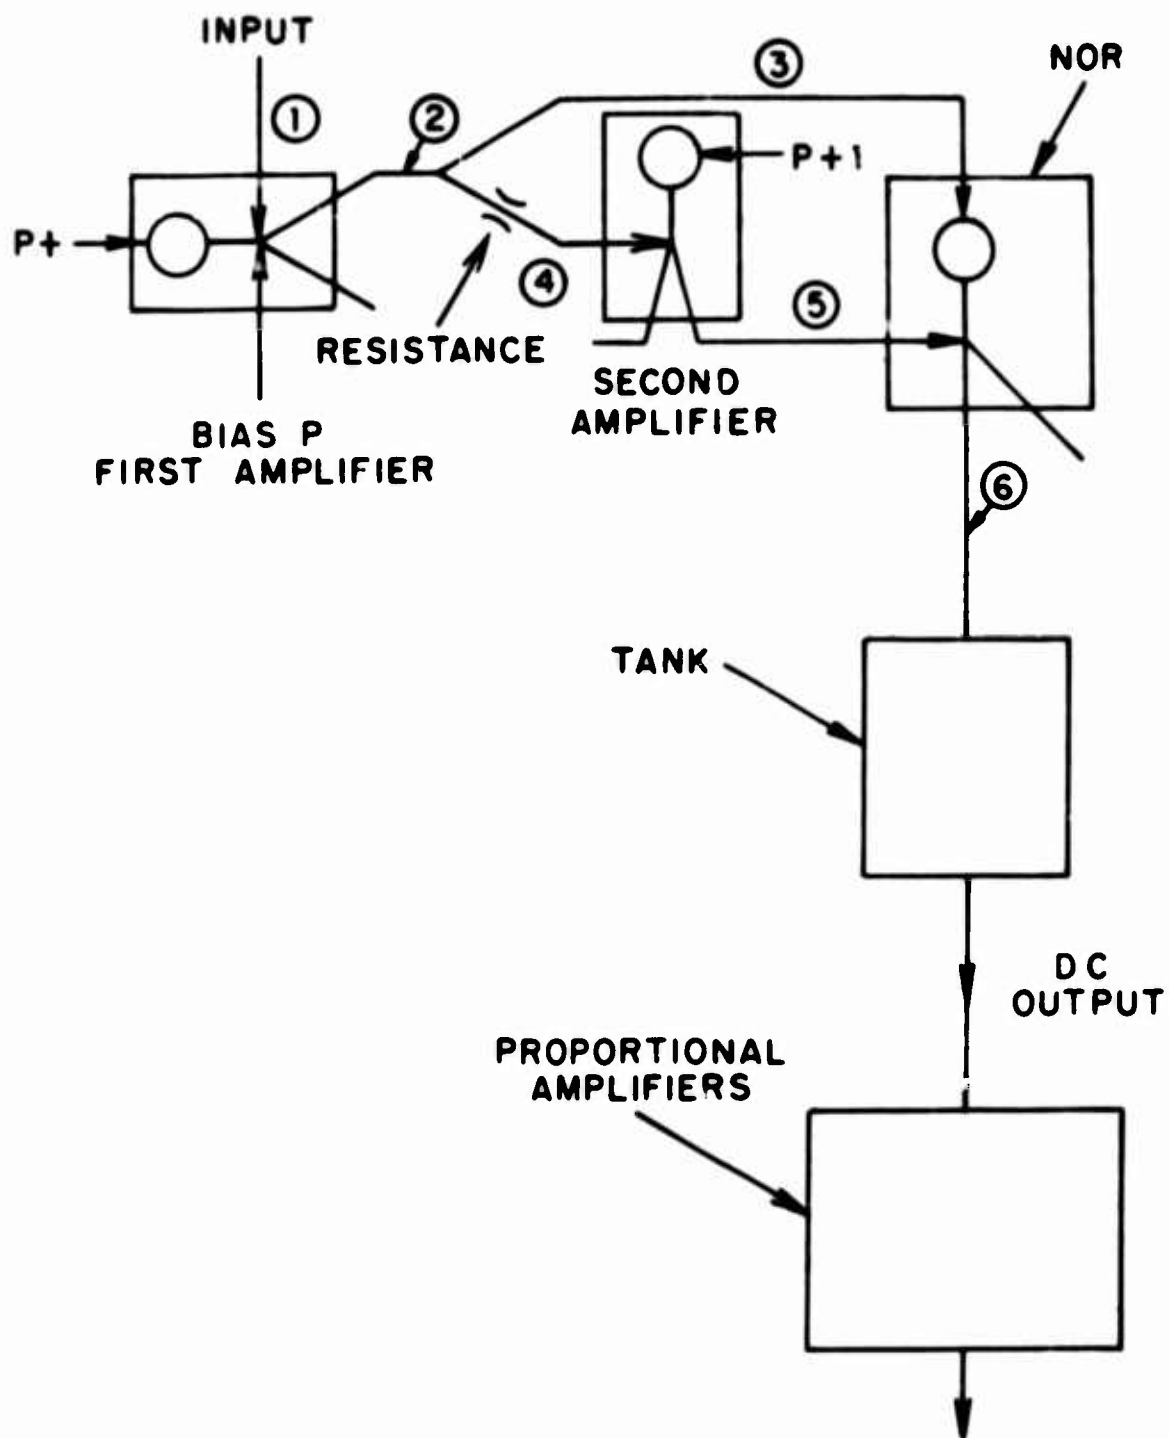 INPUT
①
②
③
NOR
P+
P+1
④
RESISTANCE
⑤
SECOND
AMPLIFIER
BIAS P
FIRST AMPLIFIER
⑥
TANK
DC
OUTPUT
PROPORTIONAL
AMPLIFIERS